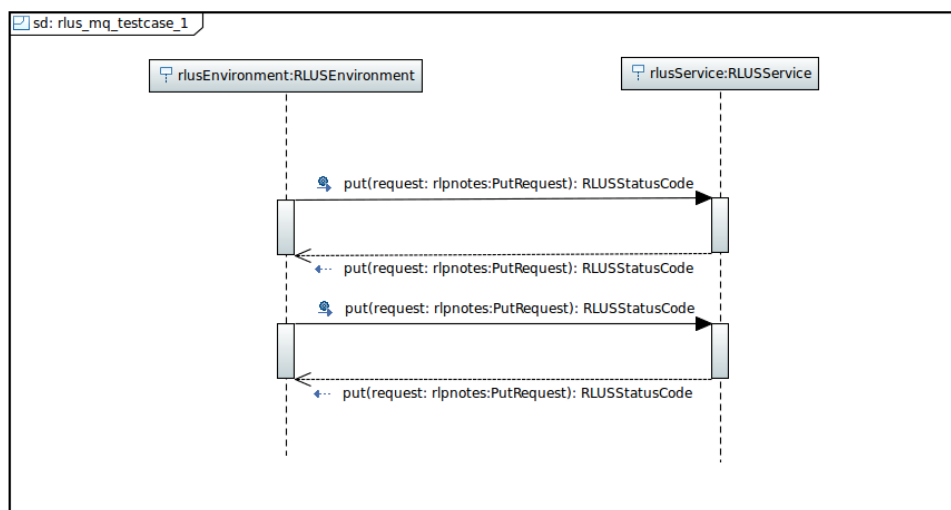 sd: rlus_mq_testcase_1
rlusEnvironment:RLUSEnvironment
rlusService:RLUSService
put(request: rlpnotes:PutRequest): RLUSStatusCode
put(request: rlpnotes:PutRequest): RLUSStatusCode
put(request: rlpnotes:PutRequest): RLUSStatusCode
put(request: rlpnotes:PutRequest): RLUSStatusCode